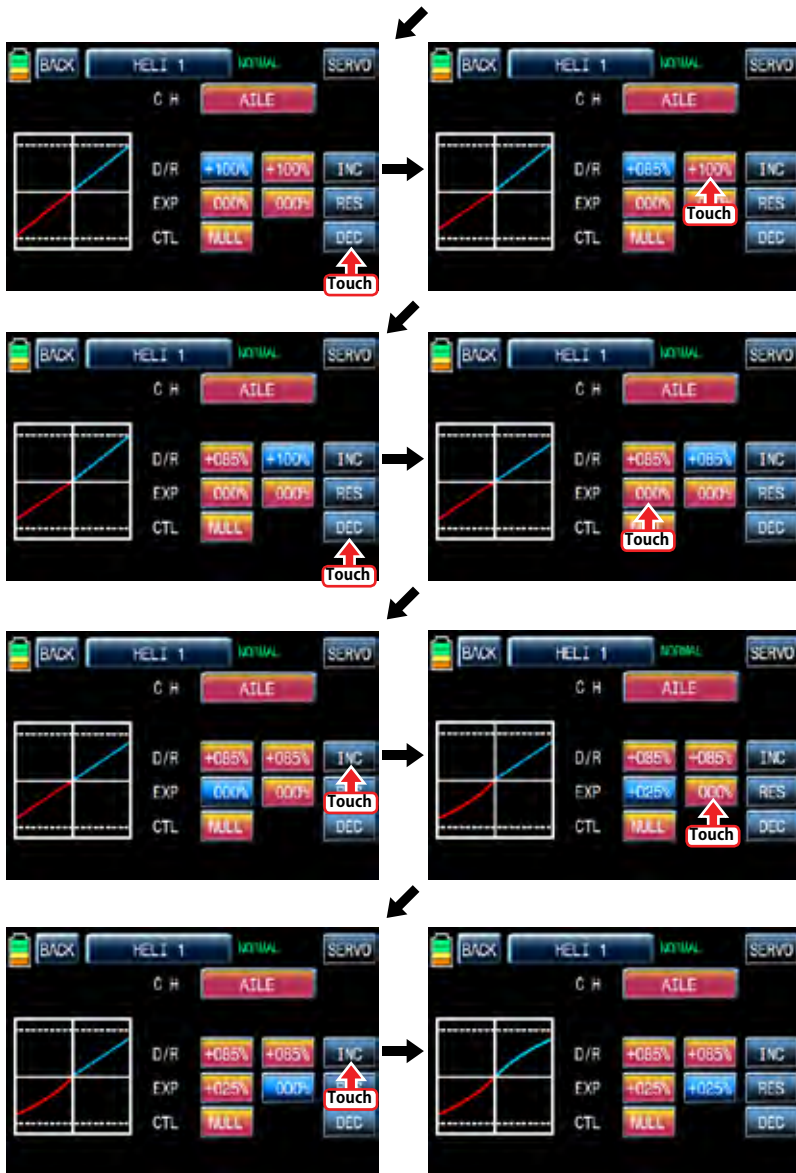 BACK HELI 1 NORMAL SERVO
C H AILE
D/R +100% +100% INC
EXP 000% 000% RES
CTL NULL DEC
Touch
BACK HELI 1 NORMAL SERVO
C H AILE
D/R +085% +100% INC
EXP 000% RES
Touch
CTL NULL DEC
BACK HELI 1 NORMAL SERVO
C H AILE
D/R +085% +100% INC
EXP 000% 000% RES
CTL NULL DEC
Touch
BACK HELI 1 NORMAL SERVO
C H AILE
D/R +085% +085% INC
EXP 000% 000% RES
CTL DEC
Touch
BACK HELI 1 NORMAL SERVO
C H AILE
D/R +085% +085% INC
EXP 000% 000%
Touch
CTL NULL DEC
BACK HELI 1 NORMAL SERVO
C H AILE
D/R +085% +085% INC
EXP +025% 000% RES
CTL NULL DEC
Touch
BACK HELI 1 NORMAL SERVO
C H AILE
D/R +085% +085% INC
EXP +025% 000%
Touch
CTL NULL DEC
BACK HELI 1 NORMAL SERVO
C H AILE
D/R +085% +085% INC
EXP +025% +025% RES
CTL NULL DEC